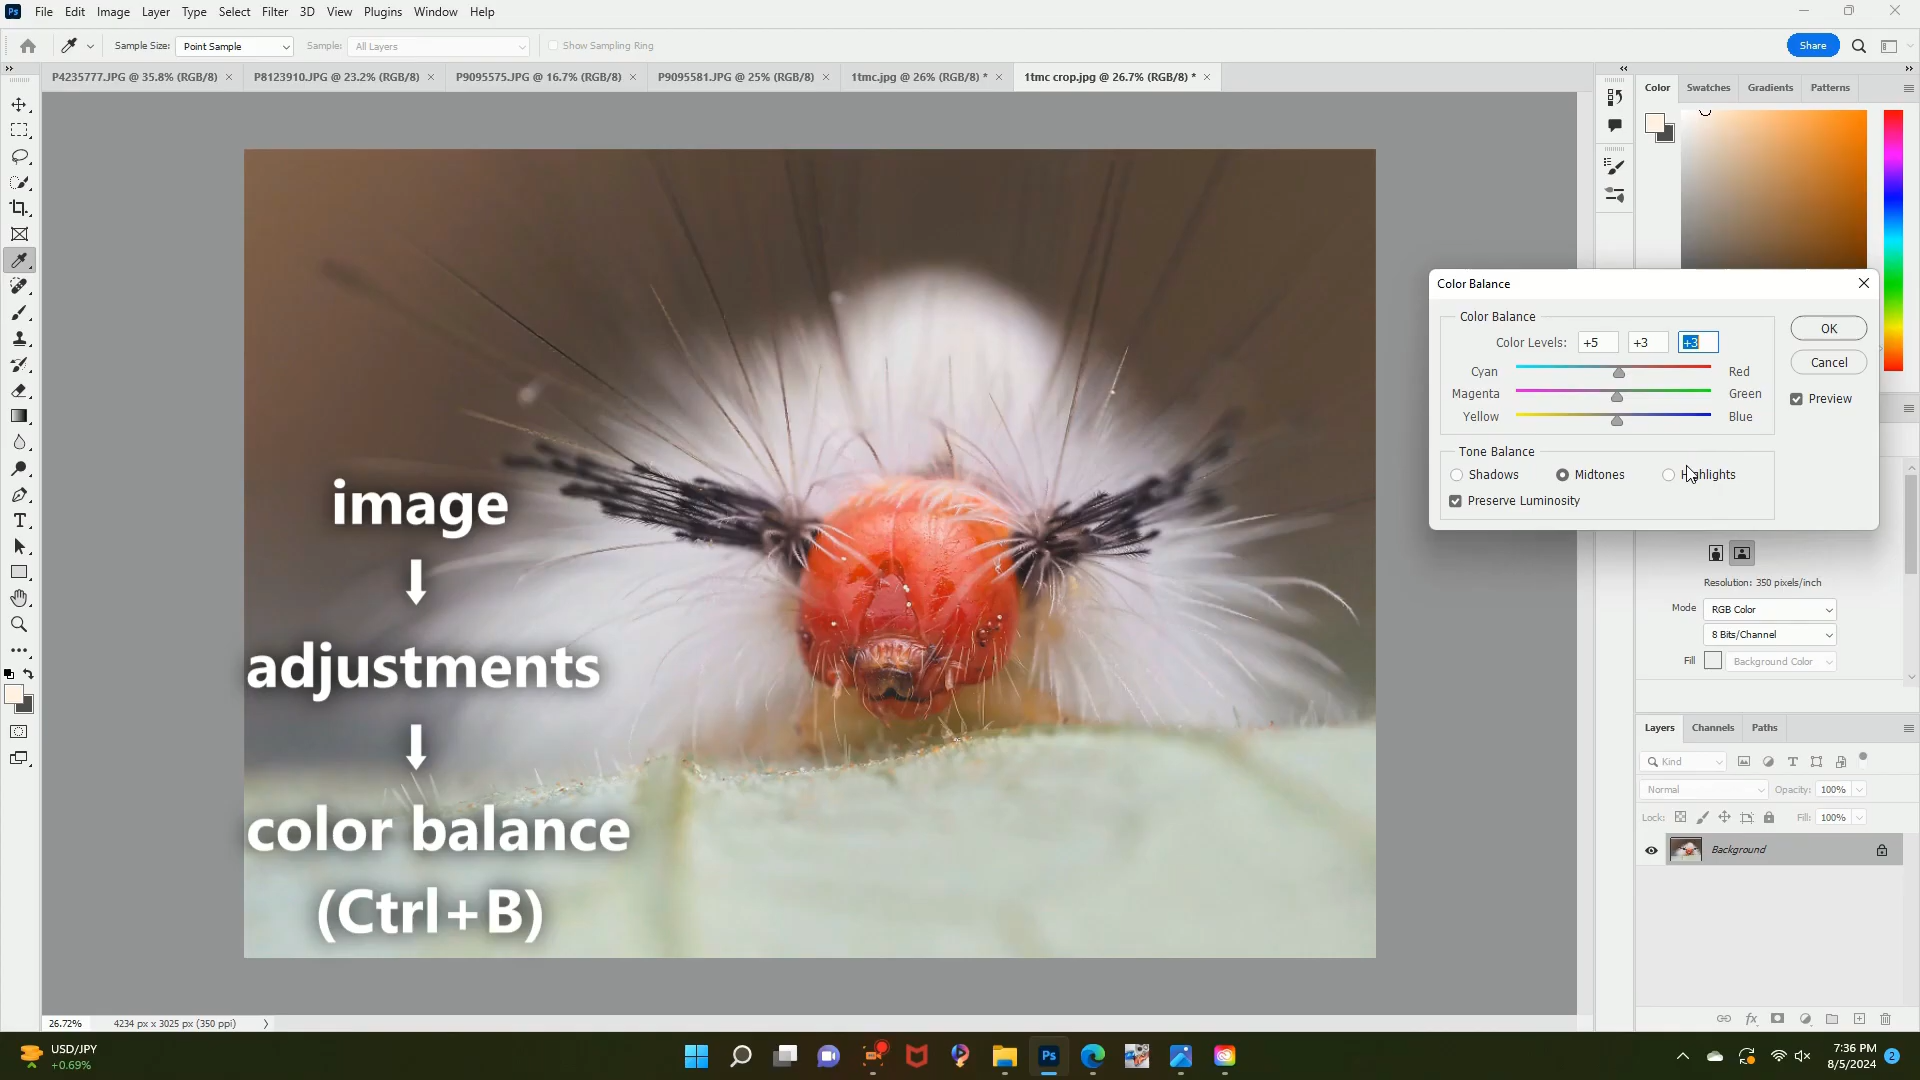 Ps File Edit Image Layer Type Select Filter 3D View Plugins Window Help
Sample Size: Point Sample Sample: All Layers Show Sampling Ring Share
P4235777.JPG @ 35.8% (RGB/8) × P8123910.JPG @ 23.2% (RGB/8) × P9095575.JPG @ 16.7% (RGB/8) × P9095581.JPG @ 25% (RGB/8) × 1tmc.jpg @ 26% (RGB/8) * × 1tmc crop.jpg @ 26.7% (RGB/8) * ×
Color Swatches Gradients Patterns
Color Balance
Color Balance
Color Levels: +5 +3 +3
Cyan Red
Magenta Green
Yellow Blue
OK
Cancel
Preview
Tone Balance
Shadows Midtones Highlights
Preserve Luminosity
image
adjustments
color balance
(Ctrl+B)
Resolution: 350 pixels/inch
Mode RGB Color
8 Bits/Channel
Fill Background Color
Layers Channels Paths
Kind
Normal Opacity: 100%
Lock: Fill: 100%
Background
26.72% 4234 px x 3025 px (350 ppi)
USD/JPY
+0.69%
Ps
7:36 PM
8/5/2024
2